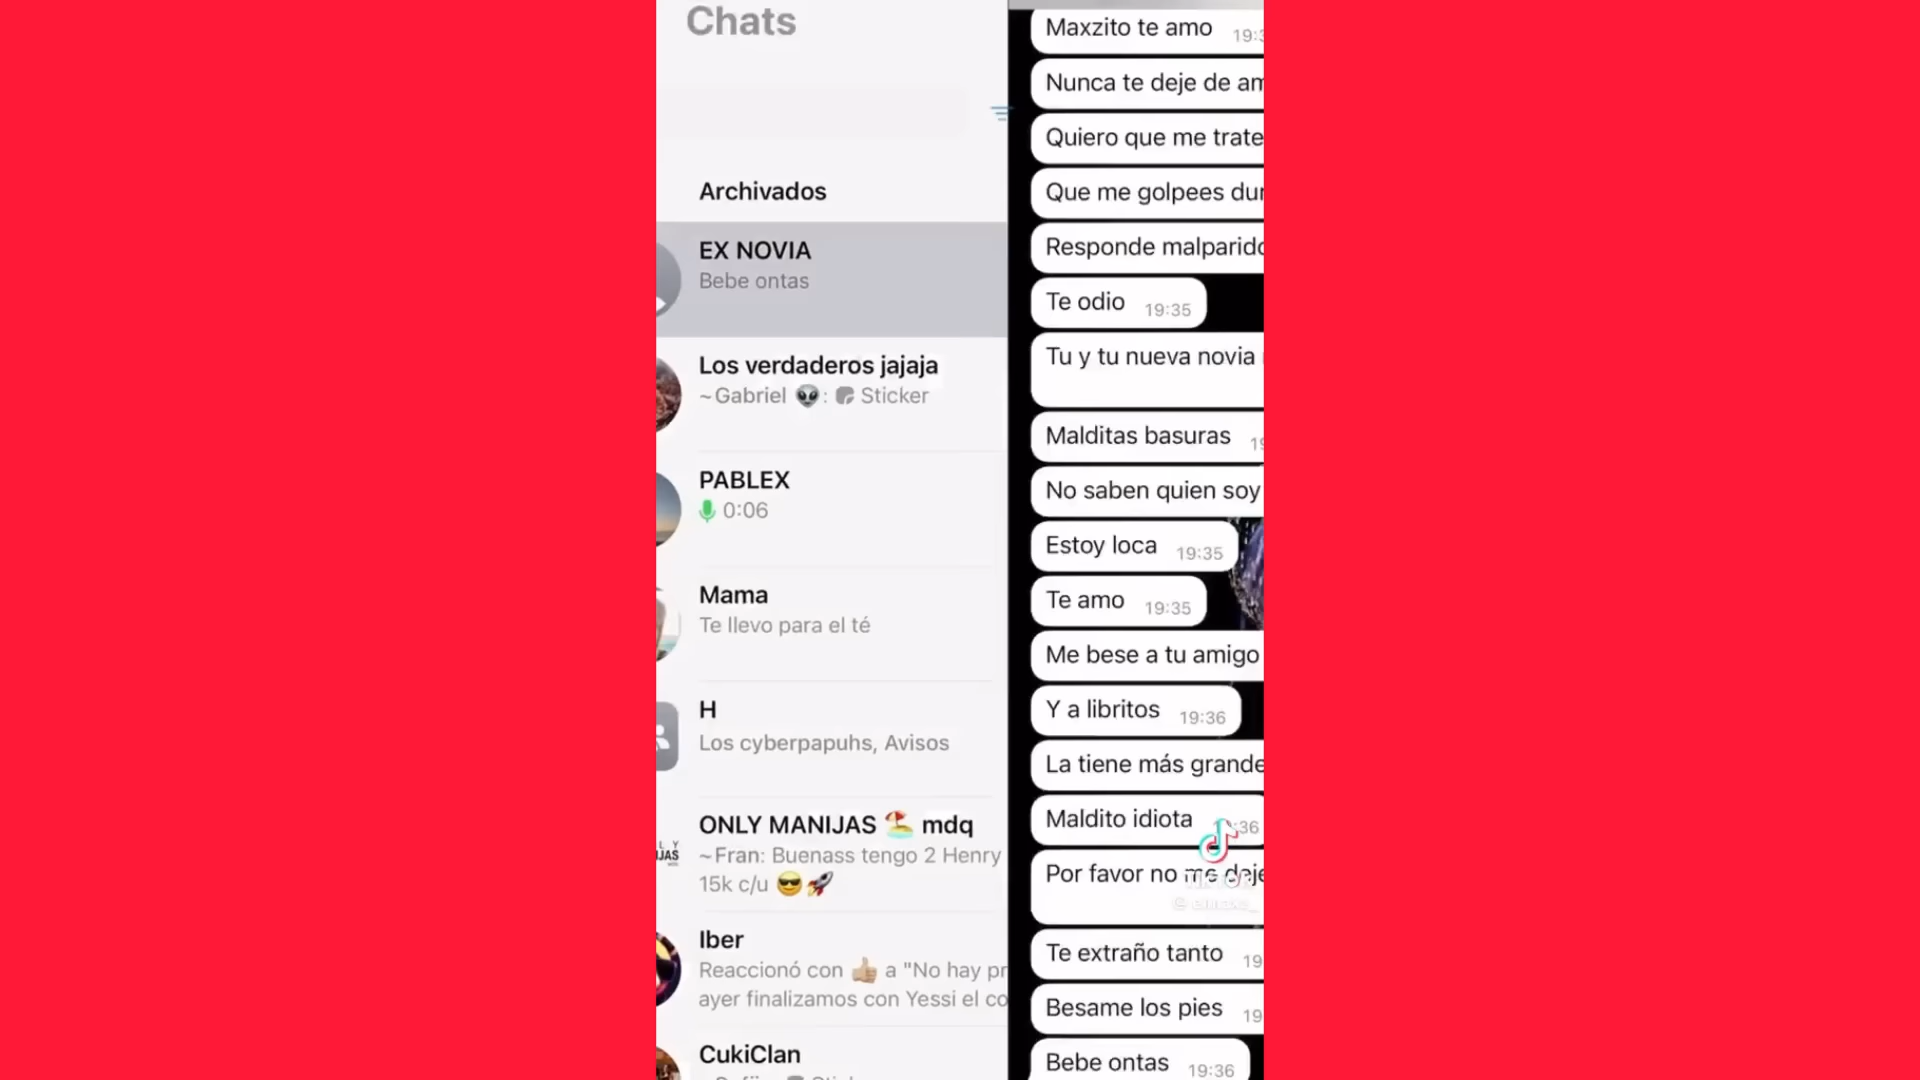 Chats
Archivados
EX NOVIA
Bebe ontas
Los verdaderos jajaja
~Gabriel 👽: Sticker
PABLEX
0:06
Mama
Te llevo para el té
H
Los cyberpapuhs, Avisos
ONLY MANIJAS 🏖️ mdq
~Fran: Buenass tengo 2 Henry
15k c/u 😎🚀
Iber
Reaccionó con 👍🏼 a "No hay pr
ayer finalizamos con Yessi el co
CukiClan
Maxzito te amo
Nunca te deje de am
Quiero que me trate
Que me golpees dur
Responde malparido
Te odio 19:35
Tu y tu nueva novia
Malditas basuras 19
No saben quien soy
Estoy loca 19:35
Te amo 19:35
Me bese a tu amigo
Y a libritos 19:36
La tiene más grande
Maldito idiota
Por favor no me deje
TikTok
Te extraño tanto 19
Besame los pies 19
Bebe ontas 19:36